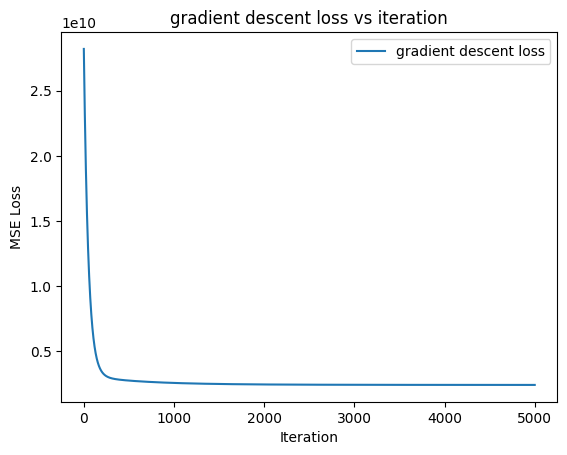 gradient descent loss vs iteration
1e10
gradient descent loss
2.5
2.0
1.5
1.0
0.5
MSE Loss
0 1000 2000 3000 4000 5000
Iteration